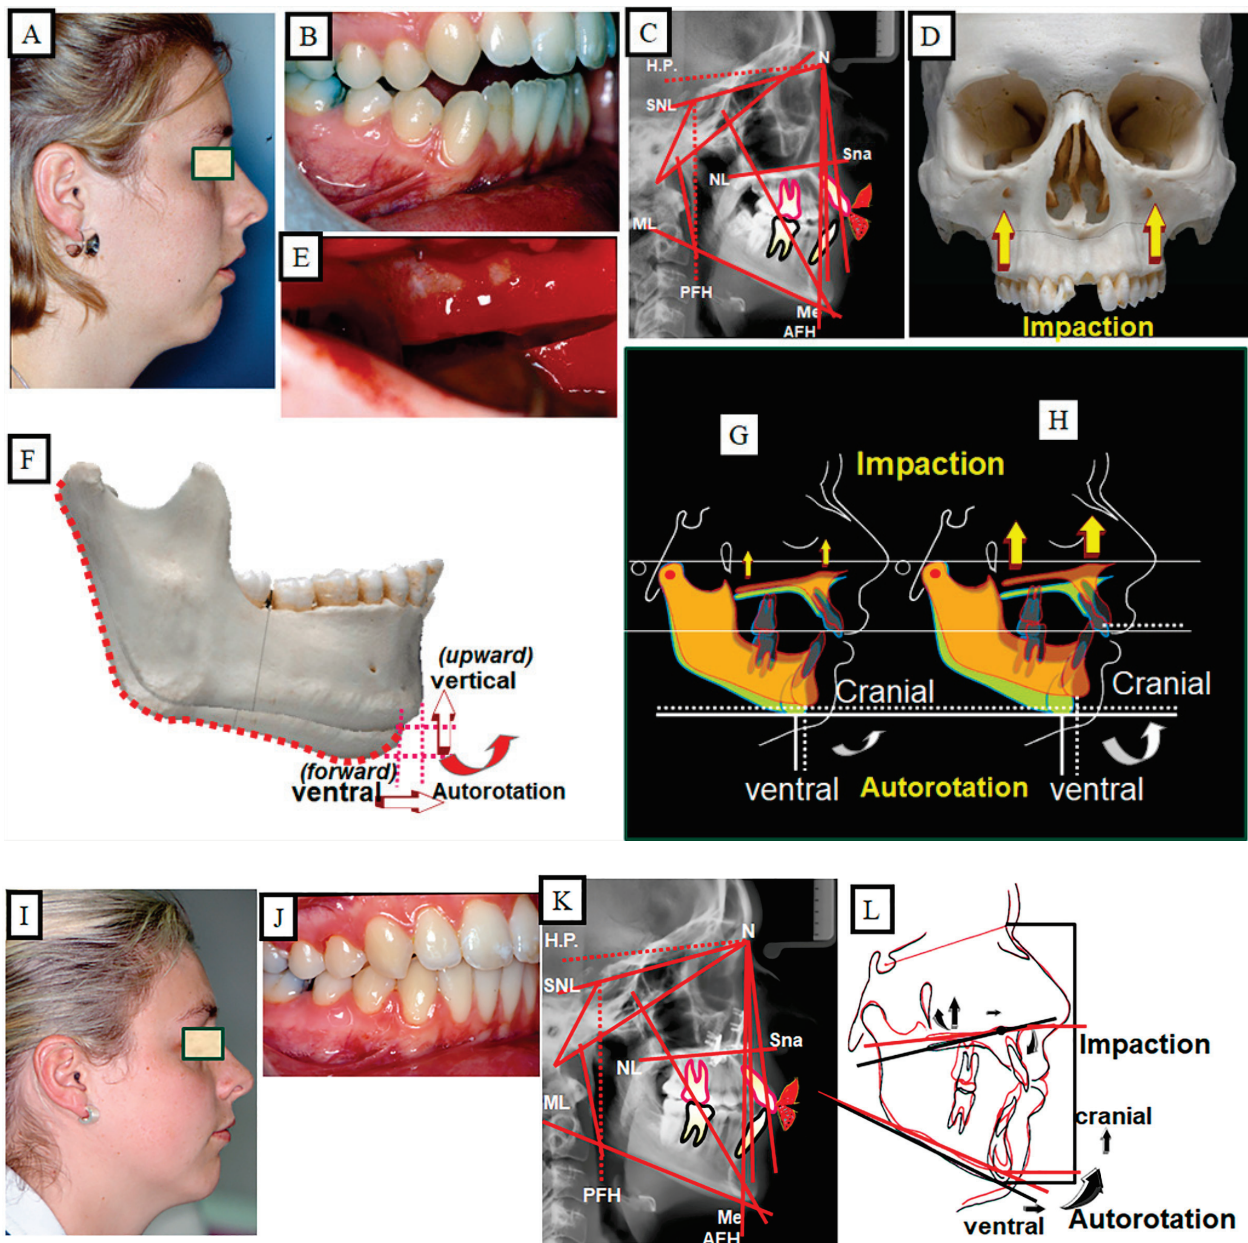 A
B
C
H.P.
N
SNL
Sna
NL
ML
PFH
Me
AFH
D
Impaction
E
F
(upward)
vertical
(forward)
ventral
Autorotation
G
H
Impaction
Cranial
Cranial
ventral
Autorotation
ventral
I
J
K
H.P.
N
SNL
Sna
NL
ML
PFH
Me
AFH
L
Impaction
cranial
ventral
Autorotation